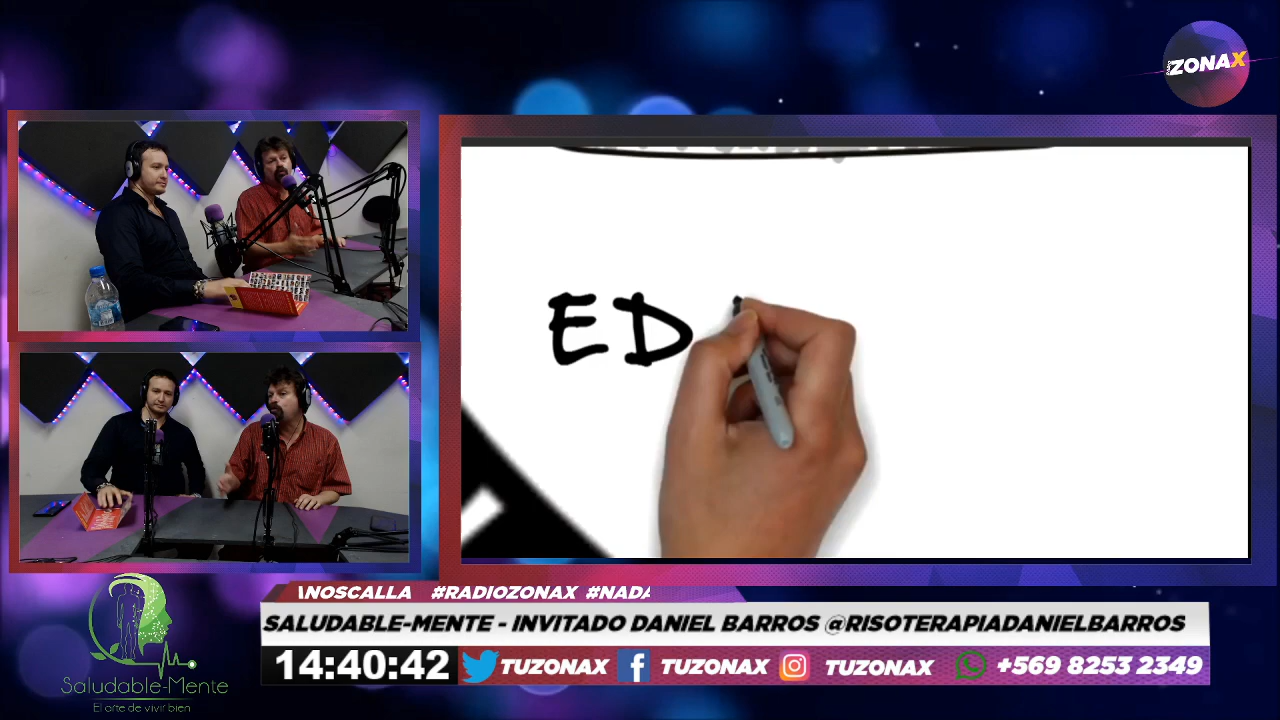 ZONAX
ED
NOSCALLA #RADIOZONAX #NADA
SALUDABLE-MENTE - INVITADO DANIEL BARROS @RISOTERAPIADANIELBARROS
14:40:42 TUZONAX TUZONAX TUZONAX +569 8253 2349
Saludable-Mente
El arte de vivir bien